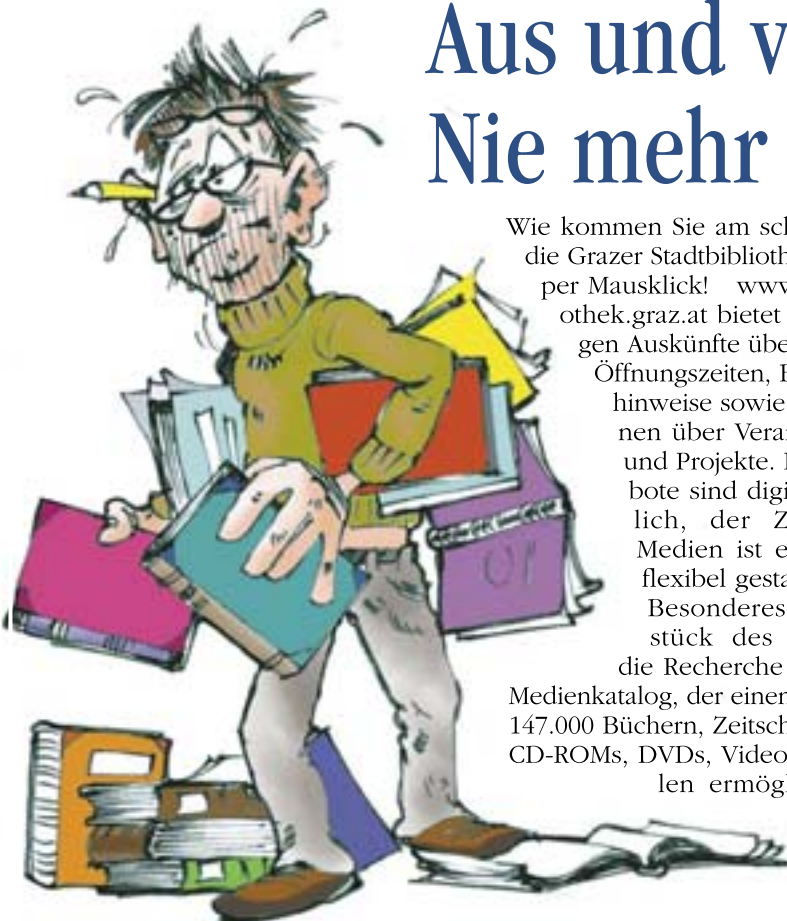 Aus und v
Nie mehr
Wie kommen Sie am scl
die Grazer Stadtbiblioth
per Mausklick! www
othek.graz.at bietet
gen Auskünfte übe
Öffnungszeiten, E
hinweise sowie
nen über Vera
und Projekte.
bote sind digi
lich, der Z
Medien ist e
flexibel gesta
Besonderes
stück des
die Recherche
Medienkatalog, der einen
147.000 Büchern, Zeitsch
CD-ROMs, DVDs, Video
len ermögl